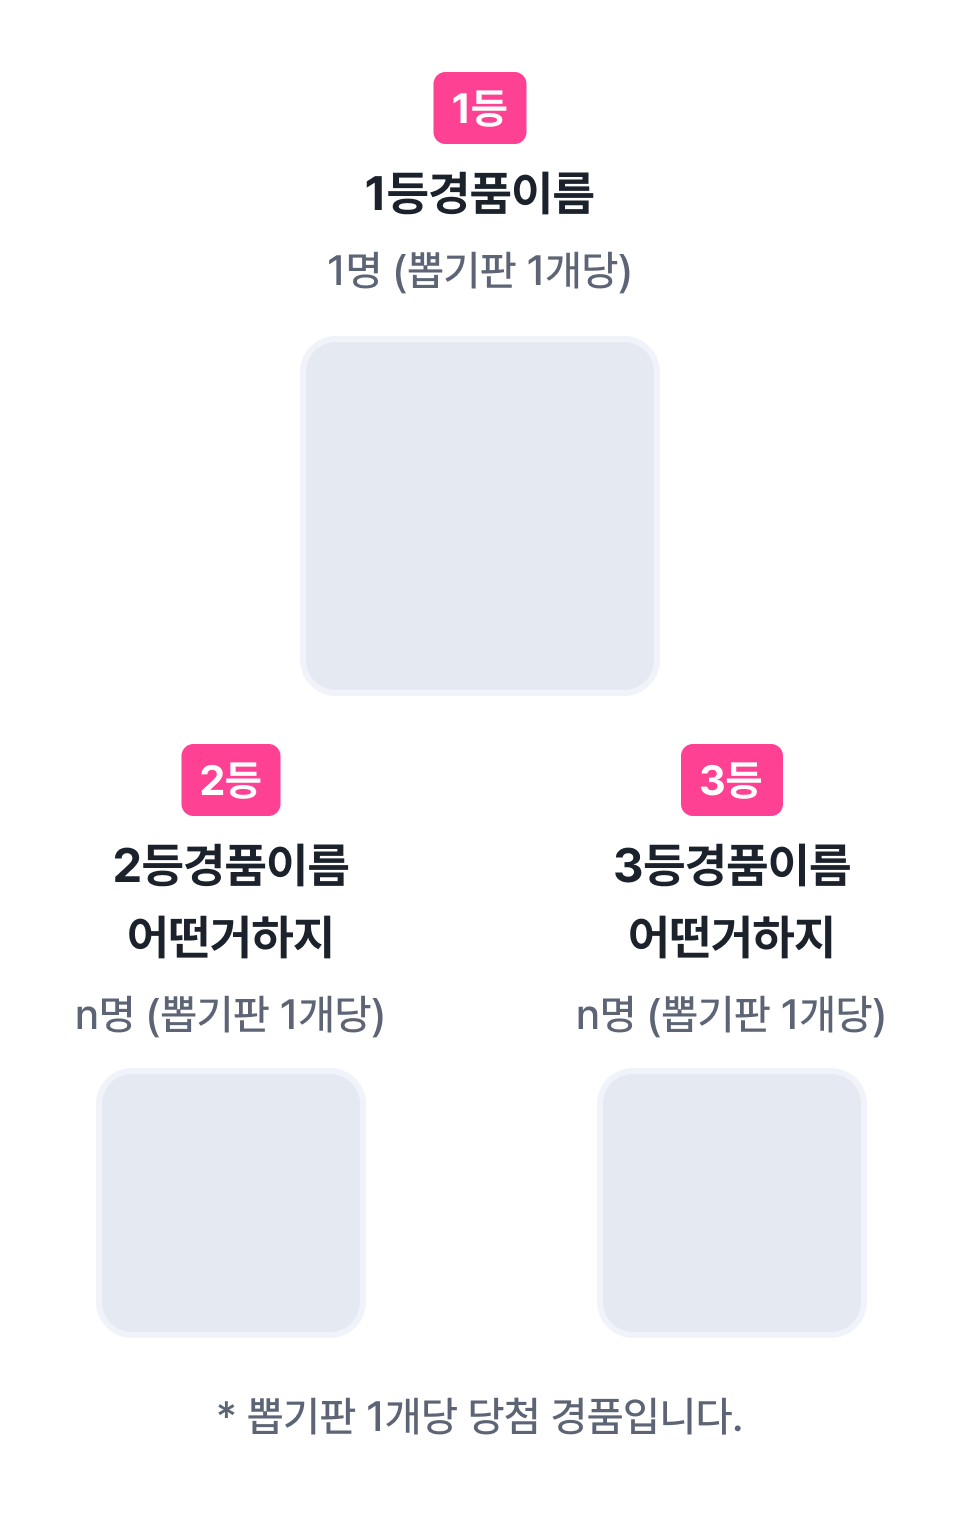 1등
1등경품이름
1명 (뽑기판 1개당)
2등
2등경품이름
어떤거하지
n명 (뽑기판 1개당)
3등
3등경품이름
어떤거하지
n명 (뽑기판 1개당)
* 뽑기판 1개당 당첨 경품입니다.